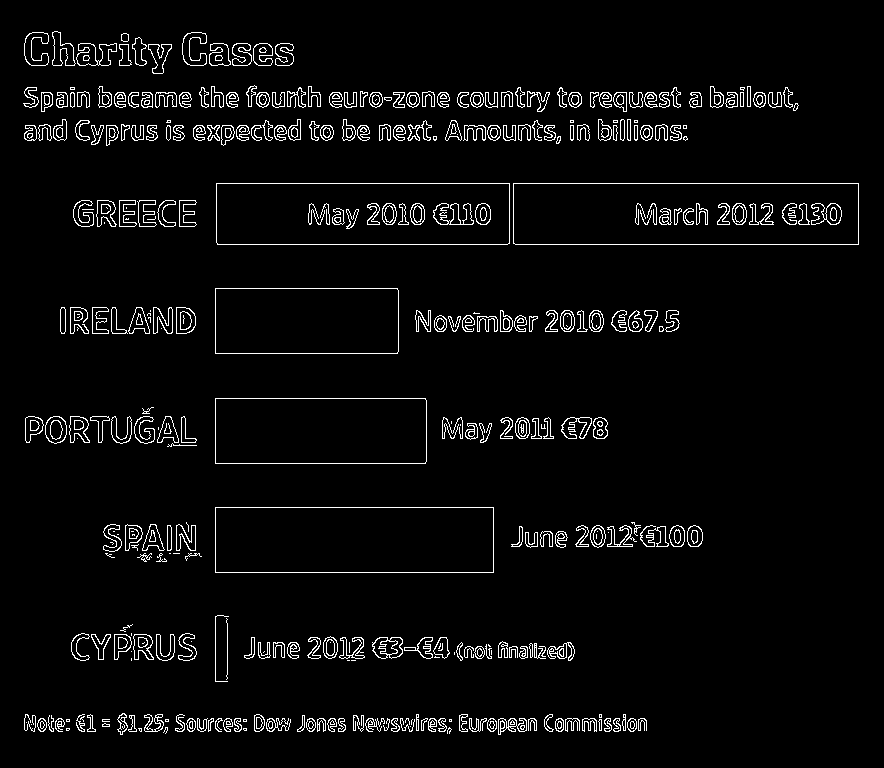 Charity Cases
Spain became the fourth euro-zone country to request a bailout,
and Cyprus is expected to be next. Amounts, in billions:
GREECE May 2010 €110 March 2012 €130
IRELAND November 2010 €67.5
PORTUGAL May 2011 €78
SPAIN June 2012 €100
CYPRUS June 2012 €3–€4 (not finalized)
Note: €1 = $1.25; Sources: Dow Jones Newswires; European Commission